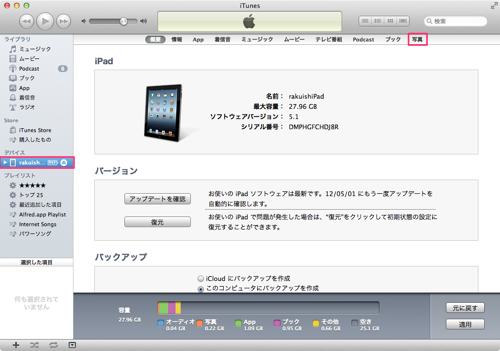 iTunes
検索
ライブラリ
概要 情報 App 着信音 ミュージック ムービー テレビ番組 Podcast ブック 写真
ミュージック
ムービー
Podcast
ブック
App
着信音
ラジオ
Store
iTunes Store
購入したもの
デバイス
rakuish...
プレイリスト
★★★★★
トップ 25
最近追加した項目
Alfred.app Playlist
Internet Songs
パワーソング
選択した項目
何も選択されて
いません
iPad
名前： rakuishiPad
最大容量： 27.96 GB
ソフトウェアバージョン： 5.1
シリアル番号： DMPHGFCHDJ8R
バージョン
アップデートを確認
お使いの iPad ソフトウェアは最新です。12/05/01 にもう一度アップデートを
自動的に確認します。
復元
お使いの iPad で問題が発生した場合は、“復元”をクリックして初期状態の設定に
復元することができます。
バックアップ
iCloud にバックアップを作成
このコンピュータにバックアップを作成
容量
27.96 GB
オーディオ 写真 App ブック その他 空き
0.04 GB 0.22 GB 1.09 GB 0.95 GB 0.66 GB 25.1 GB
元に戻す
適用